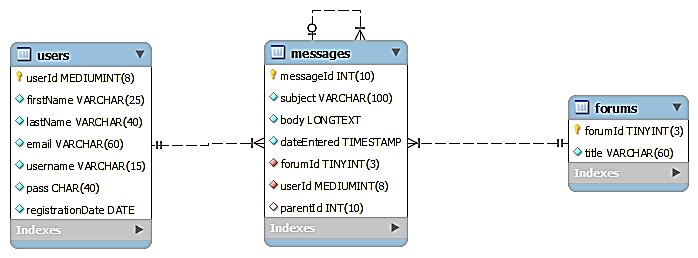 users
userId MEDIUMINT(8)
firstName VARCHAR(25)
lastName VARCHAR(40)
email VARCHAR(60)
username VARCHAR(15)
pass CHAR(40)
registrationDate DATE
Indexes
messages
messageId INT(10)
subject VARCHAR(100)
body LONGTEXT
dateEntered TIMESTAMP
forumId TINYINT(3)
userId MEDIUMINT(8)
parentId INT(10)
Indexes
forums
forumId TINYINT(3)
title VARCHAR(60)
Indexes